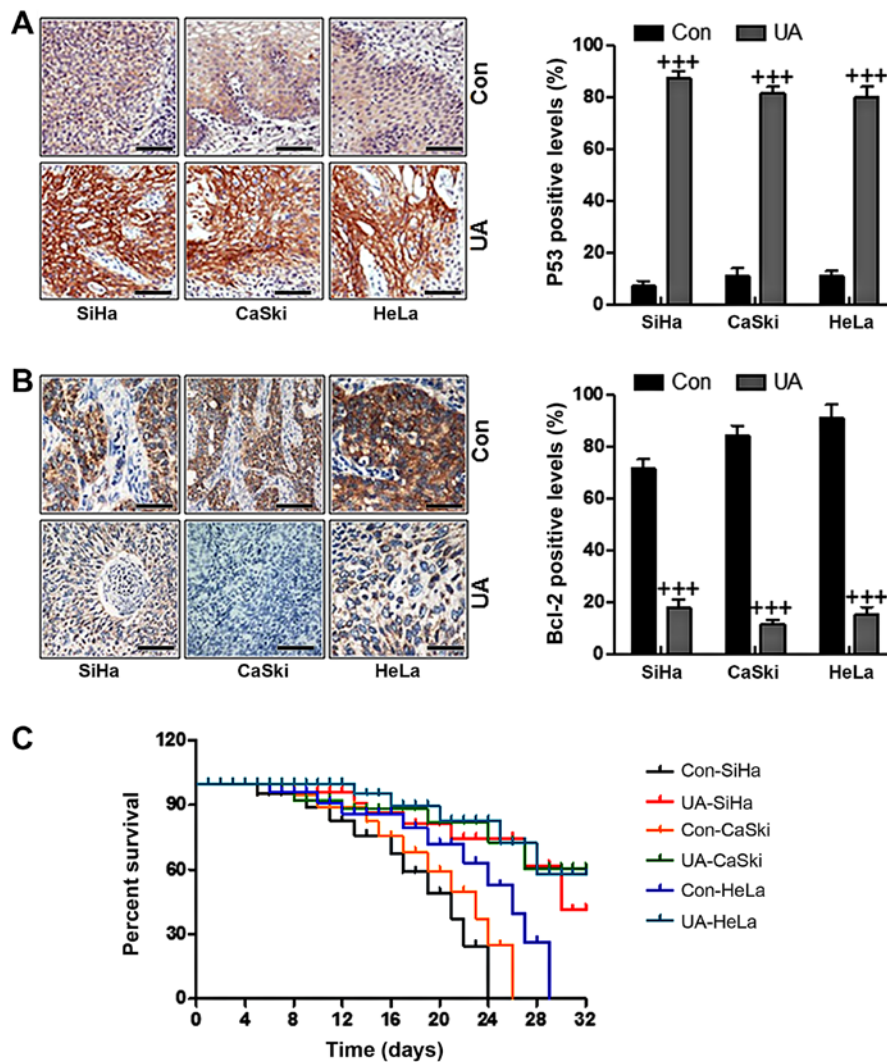 A
Con
UA
SiHa CaSki HeLa
Con UA
P53 positive levels (%)
100
80
60
40
20
0
+++ +++ +++
SiHa CaSki HeLa
B
Con
UA
SiHa CaSki HeLa
Con UA
Bcl-2 positive levels (%)
100
80
60
40
20
0
+++ +++ +++
SiHa CaSki HeLa
C
Percent survival
120
90
60
30
0
0 4 8 12 16 20 24 28 32
Time (days)
Con-SiHa
UA-SiHa
Con-CaSki
UA-CaSki
Con-HeLa
UA-HeLa